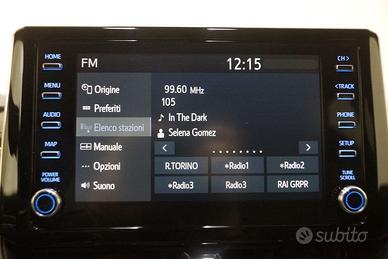 HOME
MENU
AUDIO
MAP
POWER
VOLUME
FM
12:15
Origine
Preferiti
Elenco stazioni
Manuale
Opzioni
Suono
99.60 MHz
105
In The Dark
Selena Gomez
R.TORINO
*Radio1
*Radio2
*Radio3
Radio3
RAI GRPR
CH >
< TRACK
PHONE
SETUP
TUNE
SCROLL
subito